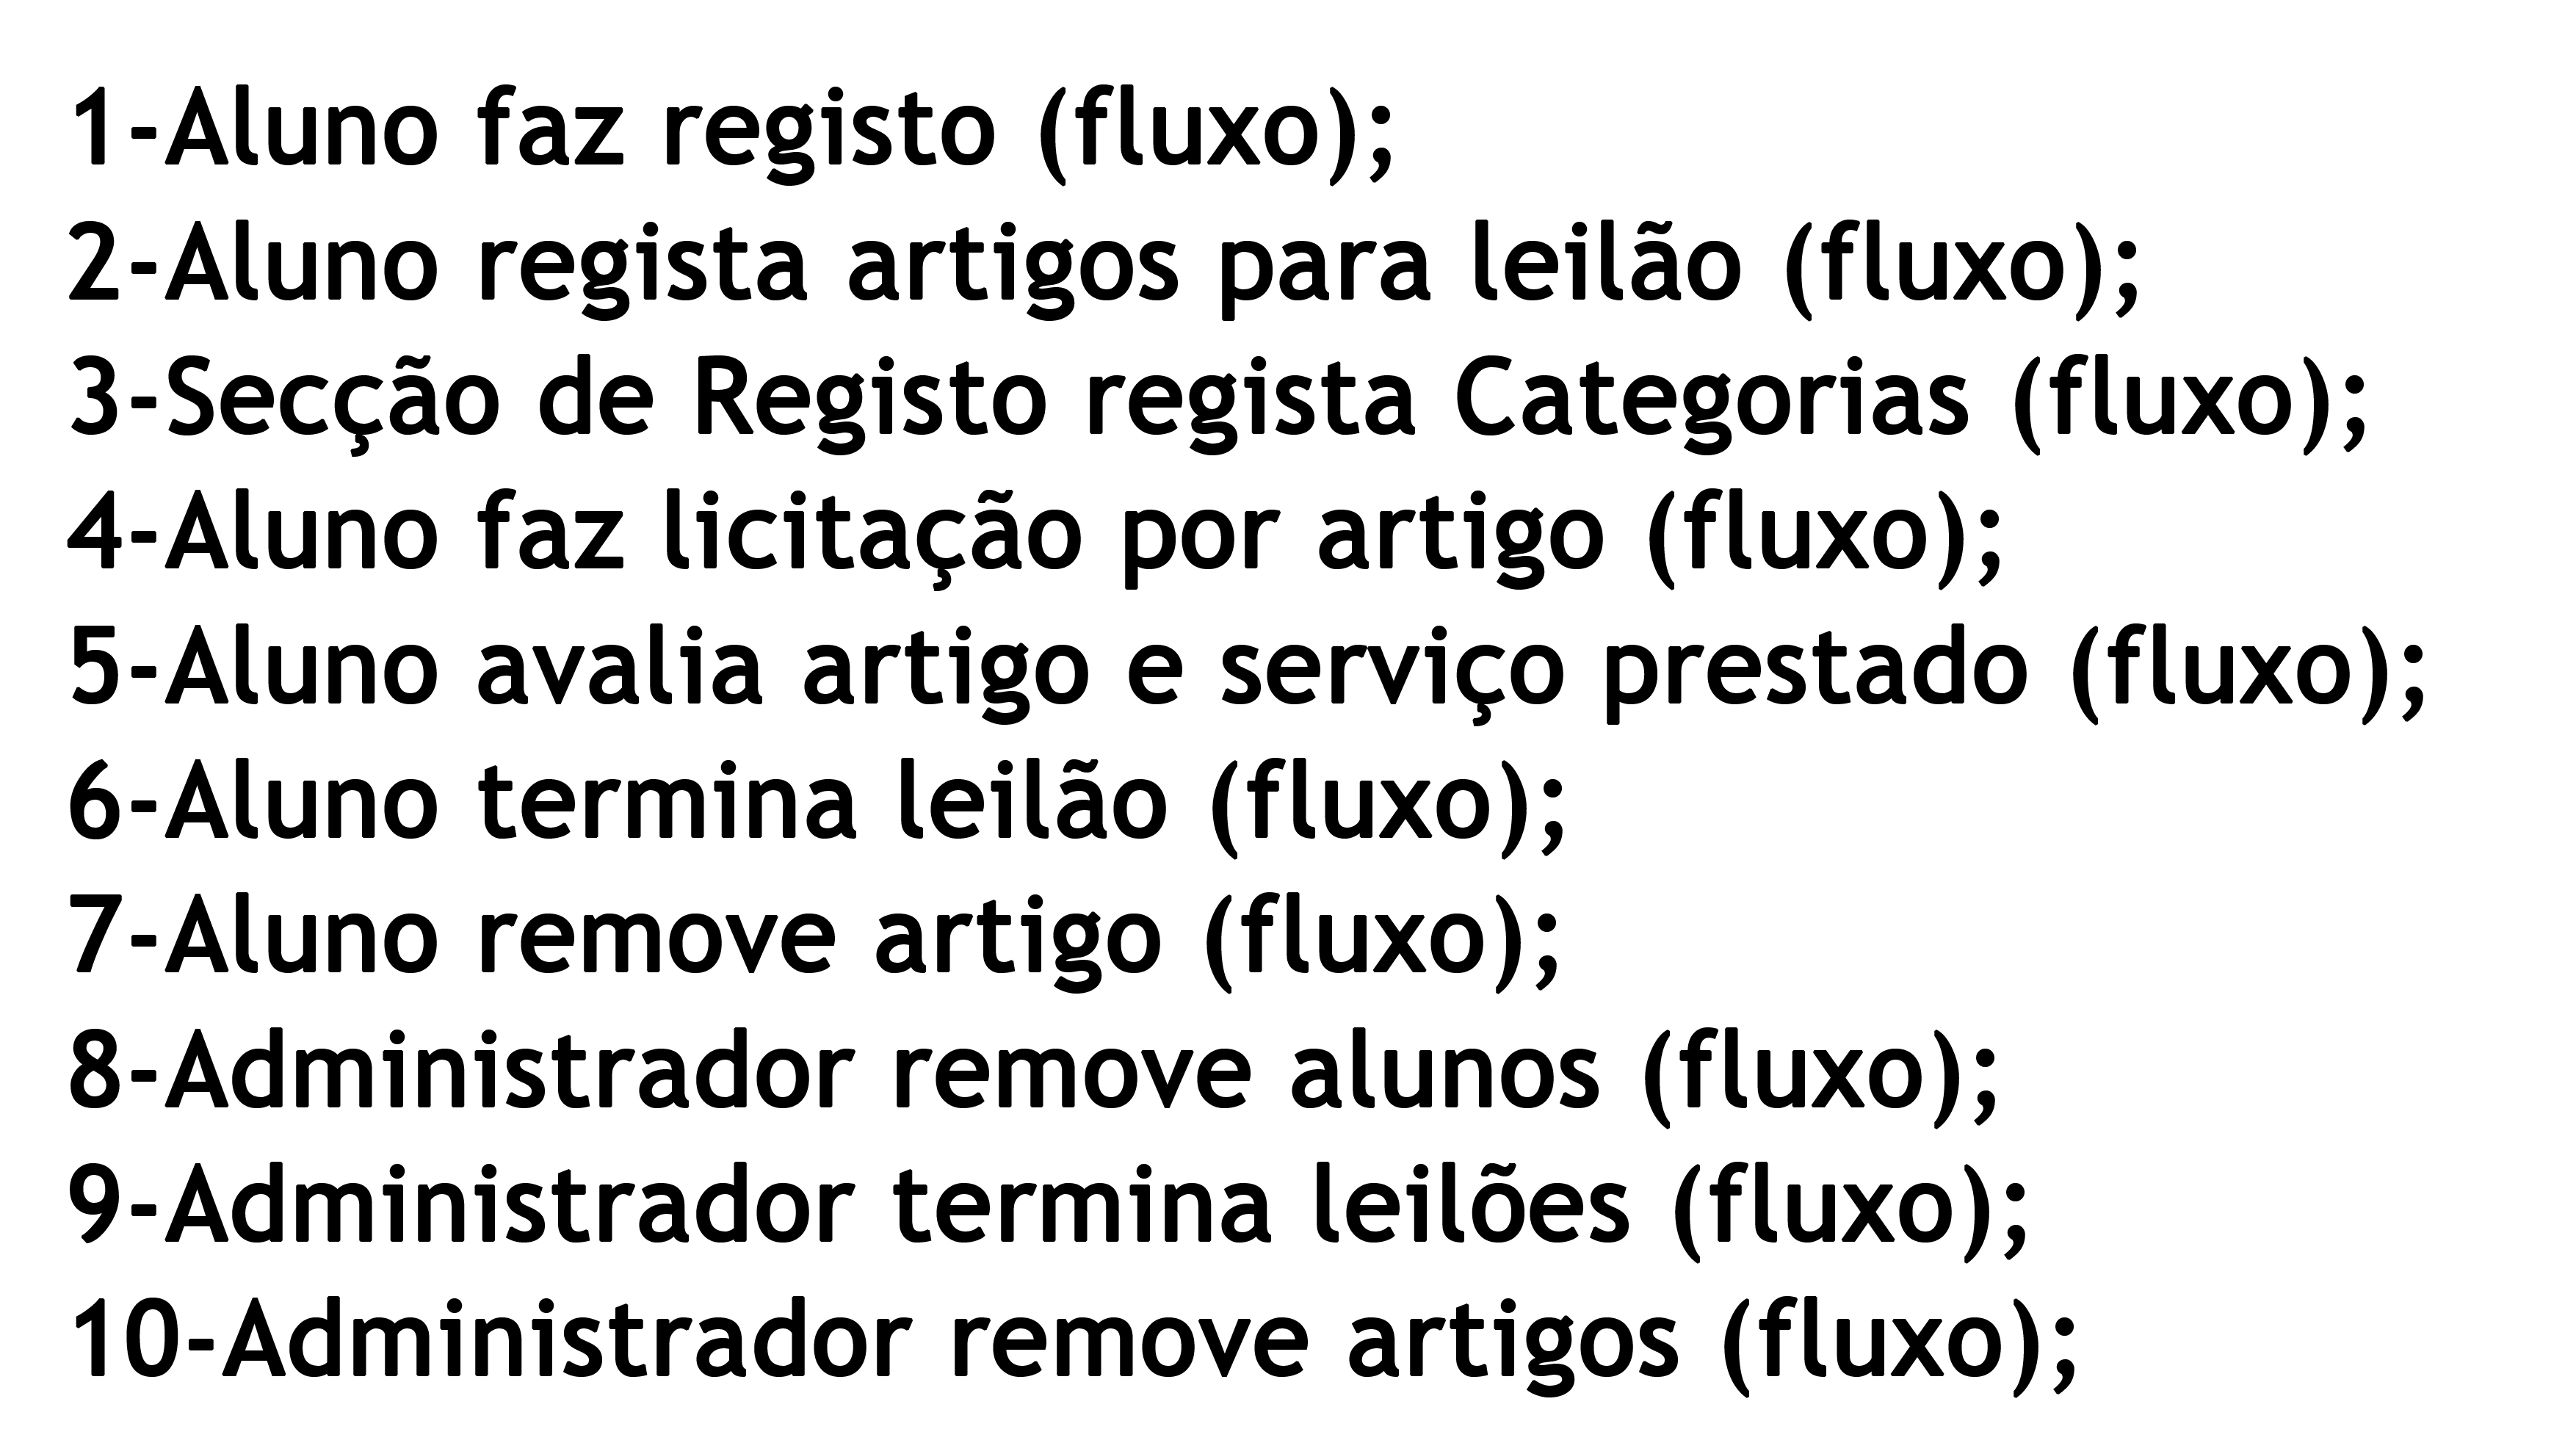 1-Aluno faz registo (fluxo);
2-Aluno regista artigos para leilão (fluxo);
3-Secção de Registo regista Categorias (fluxo);
4-Aluno faz licitação por artigo (fluxo);
5-Aluno avalia artigo e serviço prestado (fluxo);
6-Aluno termina leilão (fluxo);
7-Aluno remove artigo (fluxo);
8-Administrador remove alunos (fluxo);
9-Administrador termina leilões (fluxo);
10-Administrador remove artigos (fluxo);